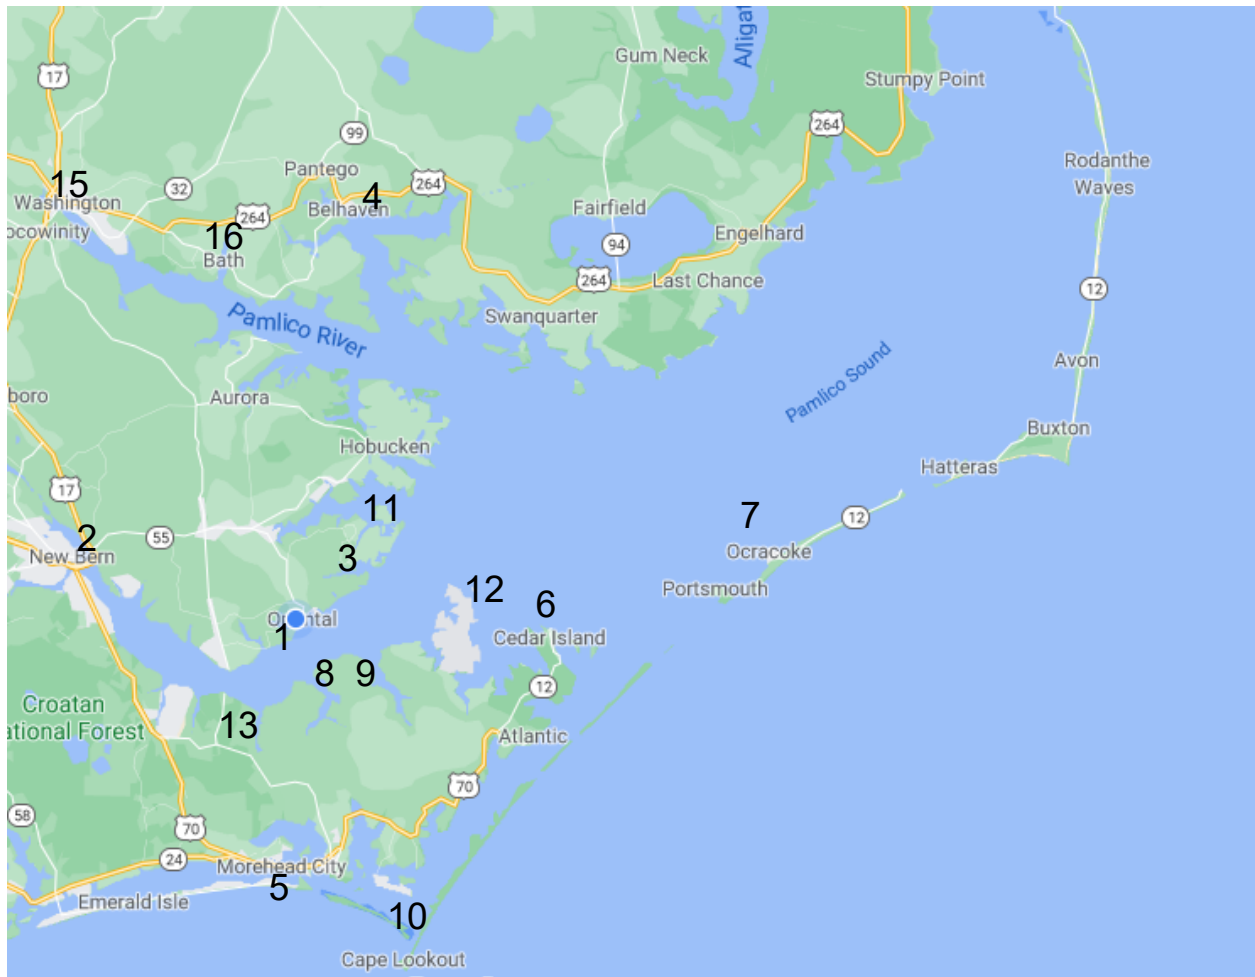 Alligat
Gum Neck
17
Stumpy Point
264
99
Pantego
Rodanthe
Waves
32
264
15
4
Washington
Belhaven
Fairfield
264
ocowinity
16
94
Engelhard
Bath
264
Last Chance
12
Swanquarter
Pamlico River
Pamlico Sound
Avon
boro
Aurora
Buxton
Hobucken
Hatteras
17
11
7
12
2
55
New Bern
3
Ocracoke
12
Portsmouth
6
1
Cedar Island
8
9
12
Croatan
ational Forest
13
Atlantic
70
58
70
24
Morehead City
5
Emerald Isle
10
Cape Lookout